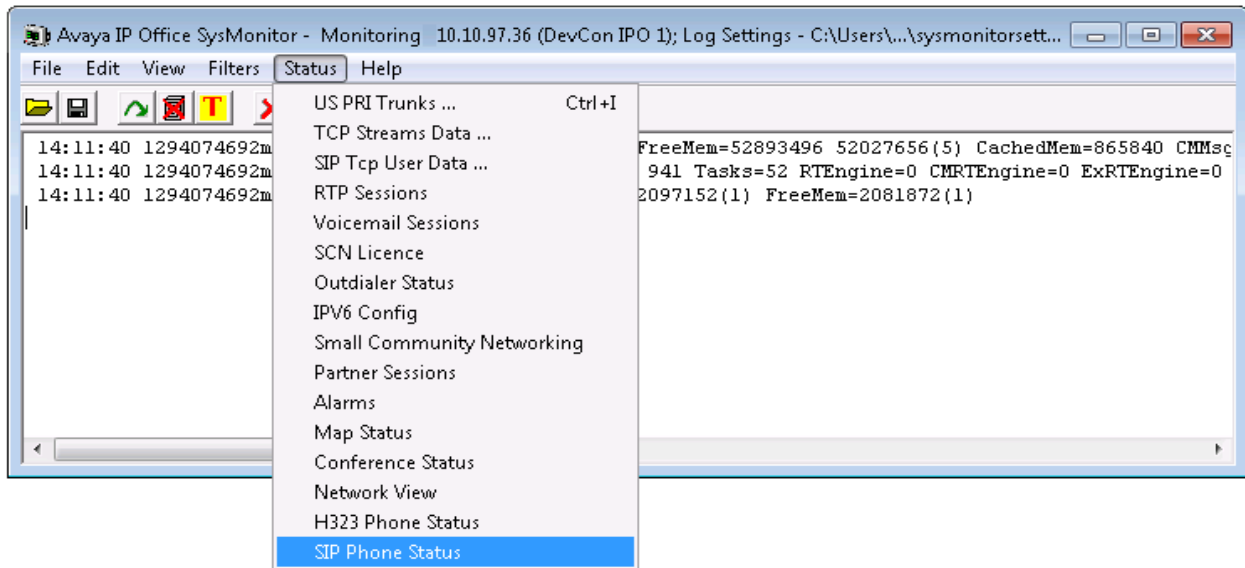 Avaya IP Office SysMonitor - Monitoring 10.10.97.36 (DevCon IPO 1); Log Settings - C:\Users\...\sysmonitorsett...
File Edit View Filters Status Help
T
US PRI Trunks ... Ctrl+I
TCP Streams Data ...
SIP Tcp User Data ...
RTP Sessions
Voicemail Sessions
SCN Licence
Outdialer Status
IPV6 Config
Small Community Networking
Partner Sessions
Alarms
Map Status
Conference Status
Network View
H323 Phone Status
SIP Phone Status
14:11:40 1294074692m FreeMem=52893496 52027656(5) CachedMem=865840 CMMsg
14:11:40 1294074692m 941 Tasks=52 RTEngine=0 CMRTEngine=0 ExRTEngine=0
14:11:40 1294074692m 2097152(1) FreeMem=2081872(1)